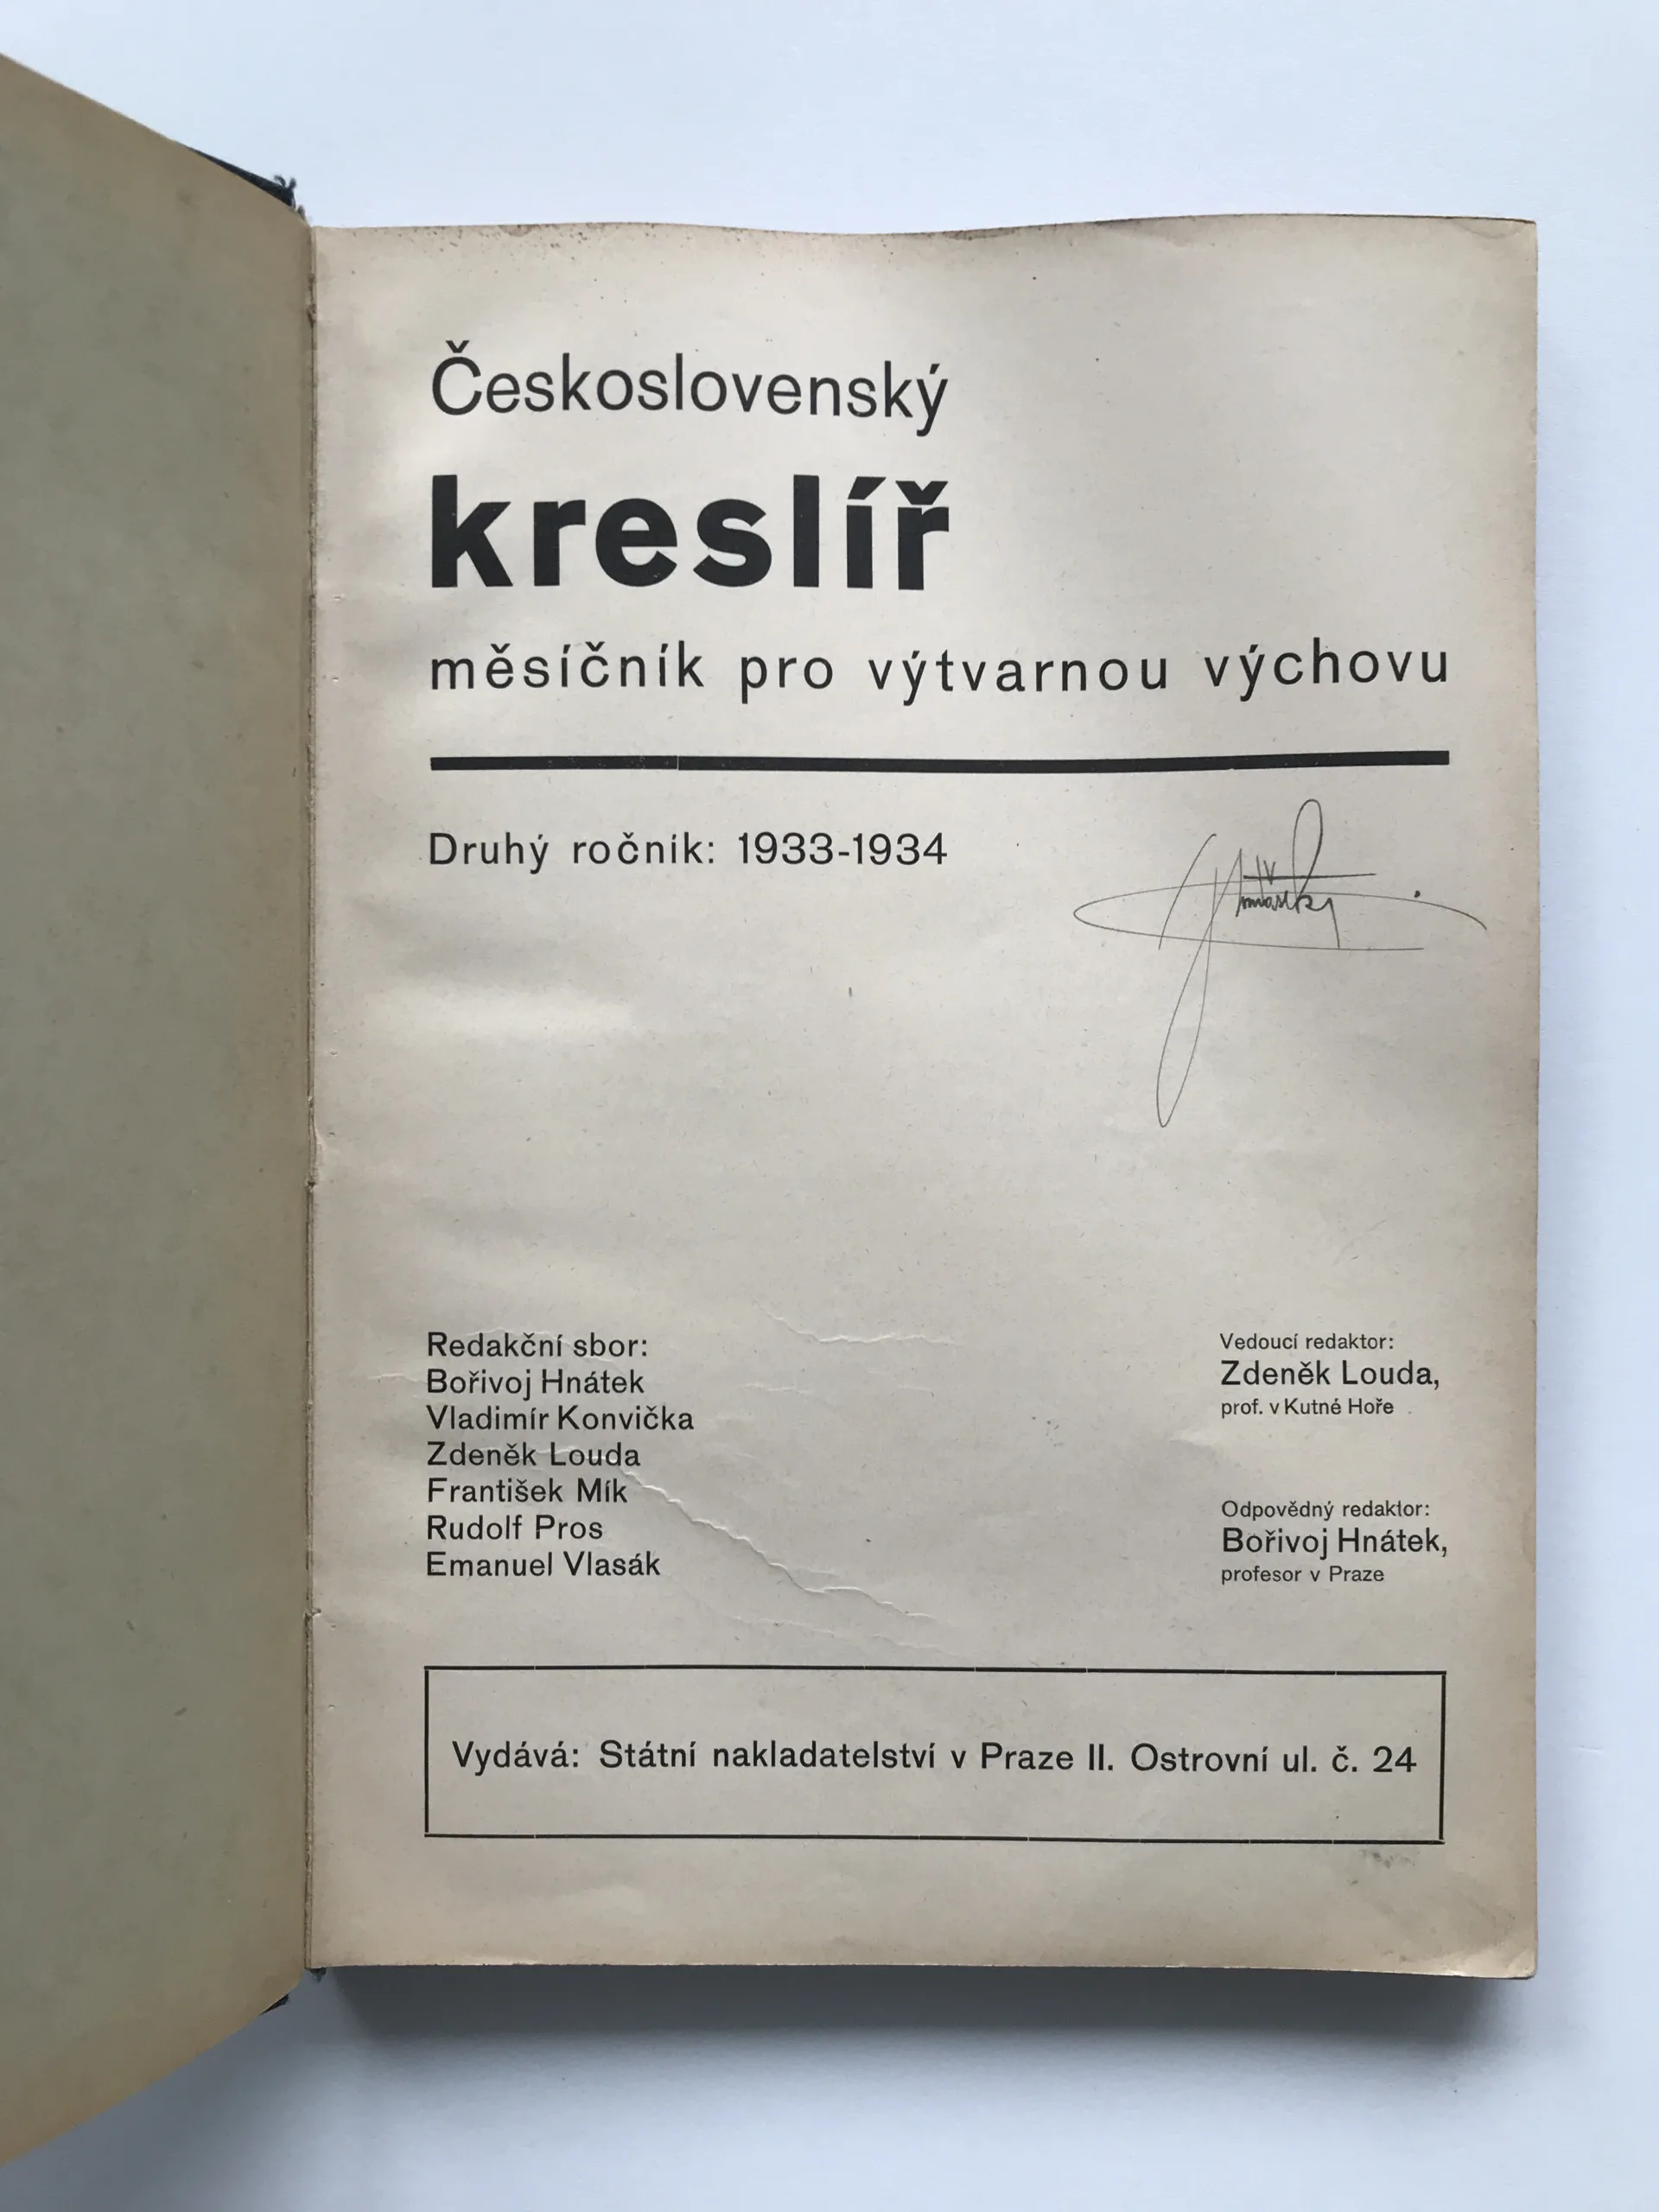 Československý
kreslíř
měsíčník pro výtvarnou výchovu
Druhý ročník: 1933-1934
Redakční sbor:
Bořivoj Hnátek
Vladimír Konvička
Zdeněk Louda
František Mík
Rudolf Pros
Emanuel Vlasák
Vedoucí redaktor:
Zdeněk Louda,
prof. v Kutné Hoře
Odpovědný redaktor:
Bořivoj Hnátek,
profesor v Praze
Vydává: Státní nakladatelství v Praze II. Ostrovní ul. č. 24